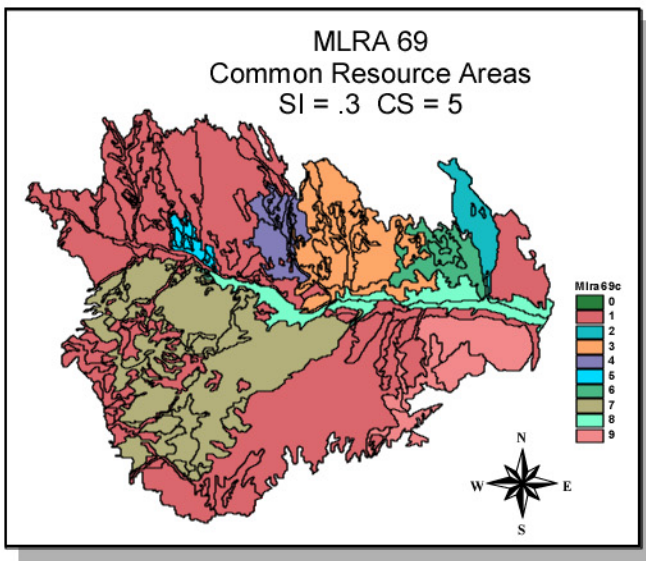 MLRA 69
Common Resource Areas
SI = .3 CS = 5
Mlra69c
0
1
2
3
4
5
6
7
8
9
N
W E
S